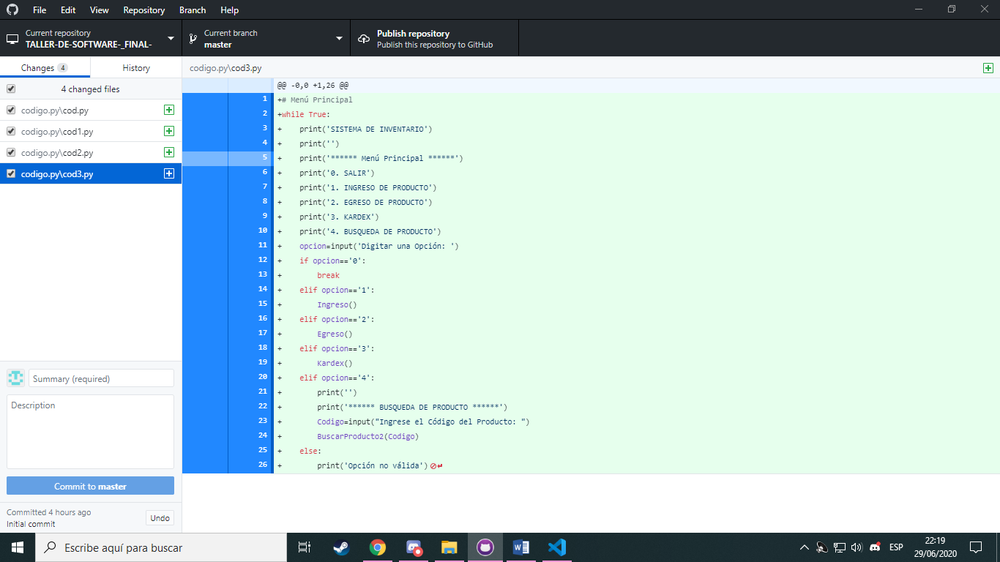 File Edit View Repository Branch Help
Current repository
TALLER-DE-SOFTWARE-_FINAL-
Current branch
master
Publish repository
Publish this repository to GitHub
Changes 4 History
4 changed files
codigo.py\cod.py
codigo.py\cod1.py
codigo.py\cod2.py
codigo.py\cod3.py
Summary (required)
Description
Commit to master
Committed 4 hours ago
Initial commit
Undo
codigo.py\cod3.py
@@ -0,0 +1,26 @@
1 +# Menú Principal
2 +while True:
3 +    print('SISTEMA DE INVENTARIO')
4 +    print('')
5 +    print('****** Menú Principal ******')
6 +    print('0. SALIR')
7 +    print('1. INGRESO DE PRODUCTO')
8 +    print('2. EGRESO DE PRODUCTO')
9 +    print('3. KARDEX')
10 +    print('4. BUSQUEDA DE PRODUCTO')
11 +    opcion=input('Digitar una Opción: ')
12 +    if opcion=='0':
13 +        break
14 +    elif opcion=='1':
15 +        Ingreso()
16 +    elif opcion=='2':
17 +        Egreso()
18 +    elif opcion=='3':
19 +        Kardex()
20 +    elif opcion=='4':
21 +        print('')
22 +        print('****** BUSQUEDA DE PRODUCTO ******')
23 +        Codigo=input("Ingrese el Código del Producto: ")
24 +        BuscarProducto2(Codigo)
25 +    else:
26 +        print('Opción no válida')
Escribe aquí para buscar
ESP
22:19
29/06/2020